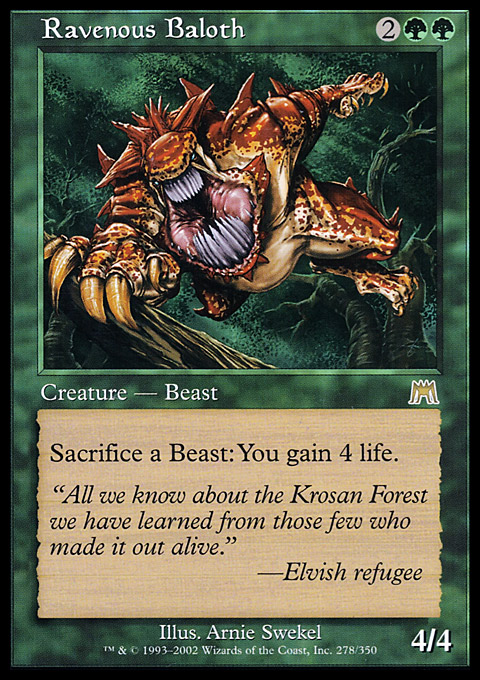 Ravenous Baloth 2
Creature — Beast
Sacrifice a Beast: You gain 4 life.
“All we know about the Krosan Forest
we have learned from those few who
made it out alive.”
—Elvish refugee
Illus. Arnie Swekel
™ & © 1993–2002 Wizards of the Coast, Inc. 278/350
4/4